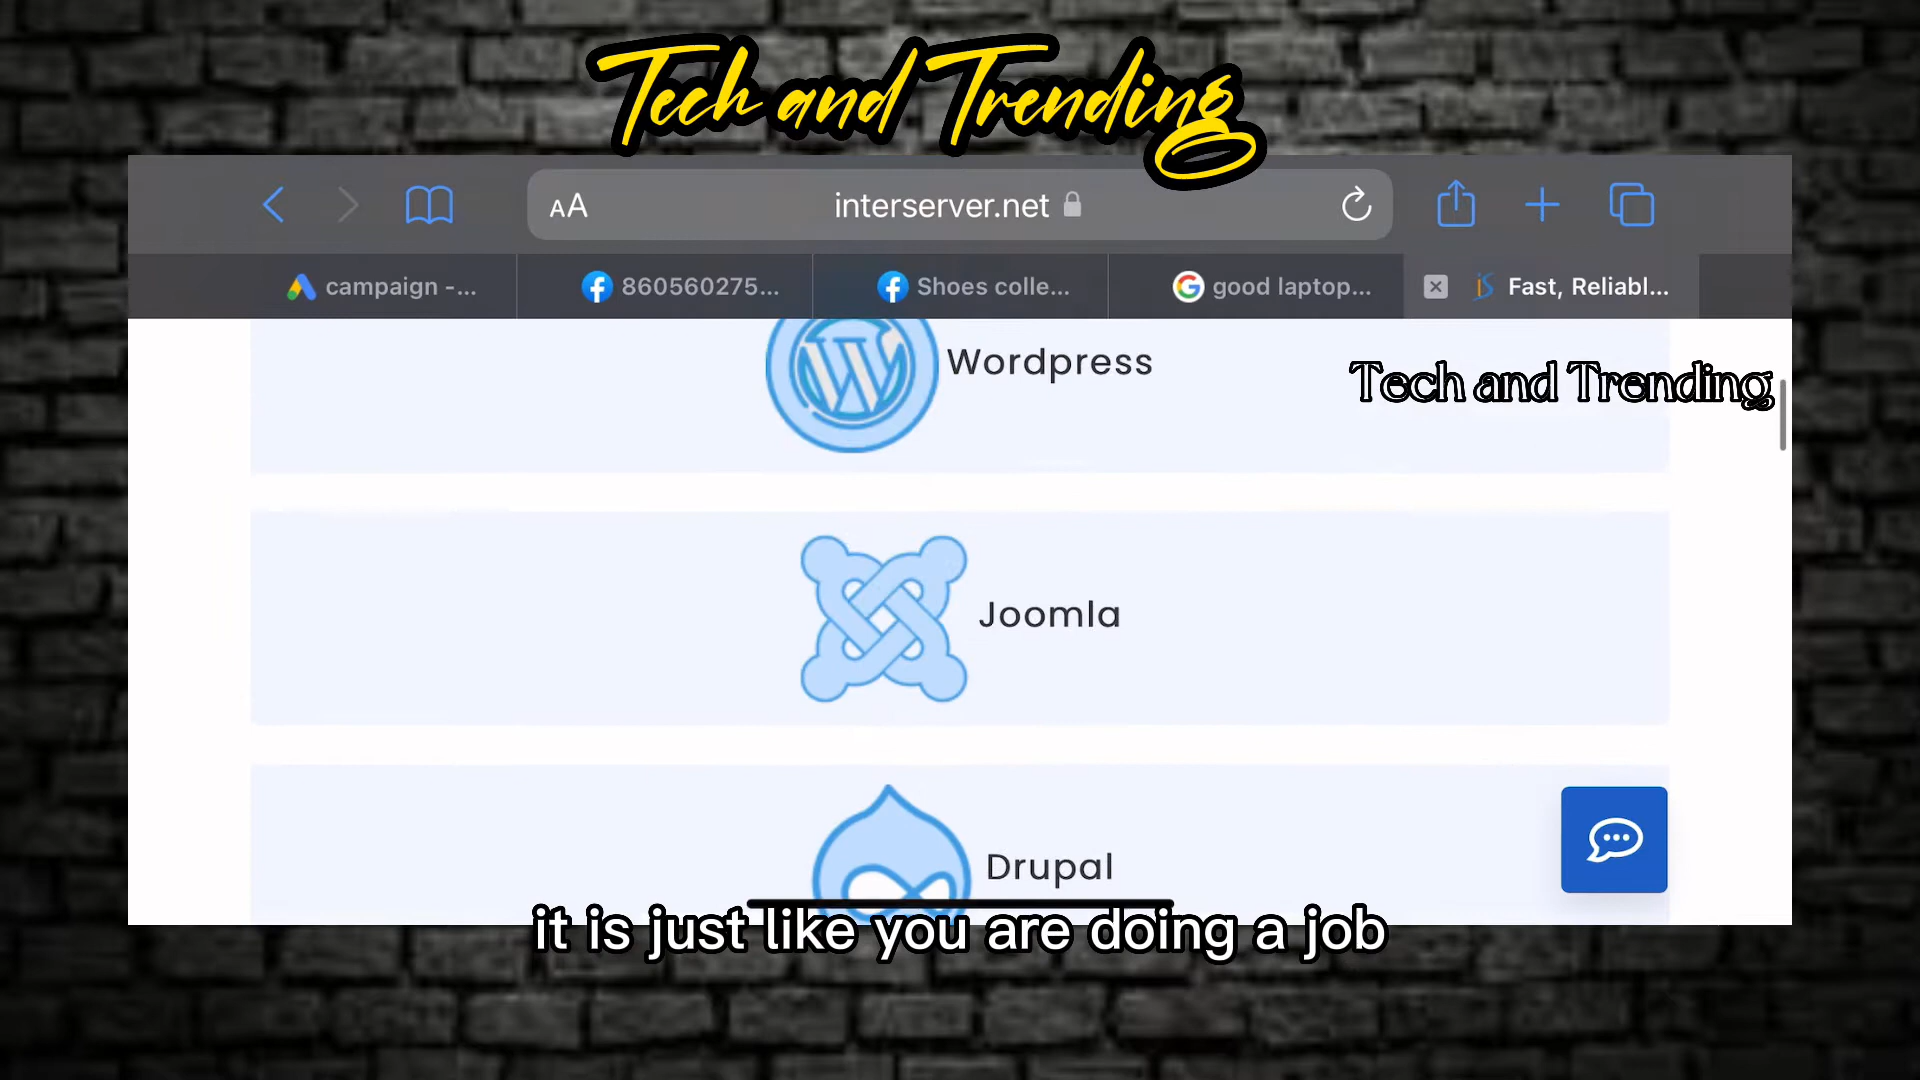 Tech and Trending
AA
interserver.net
campaign -...
860560275...
Shoes colle...
good laptop...
Fast, Reliabl...
Wordpress
Tech and Trending
Joomla
Drupal
it is just like you are doing a job